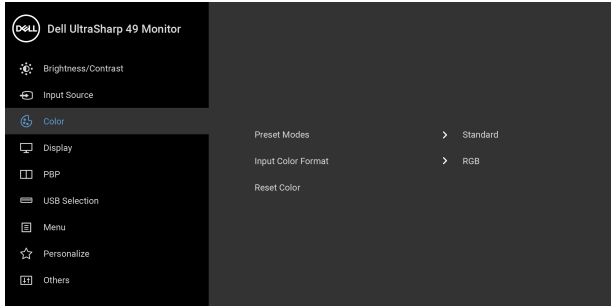 DELL Dell UltraSharp 49 Monitor
Brightness/Contrast
Input Source
Color
Display
PBP
USB Selection
Menu
Personalize
Others
Preset Modes > Standard
Input Color Format > RGB
Reset Color